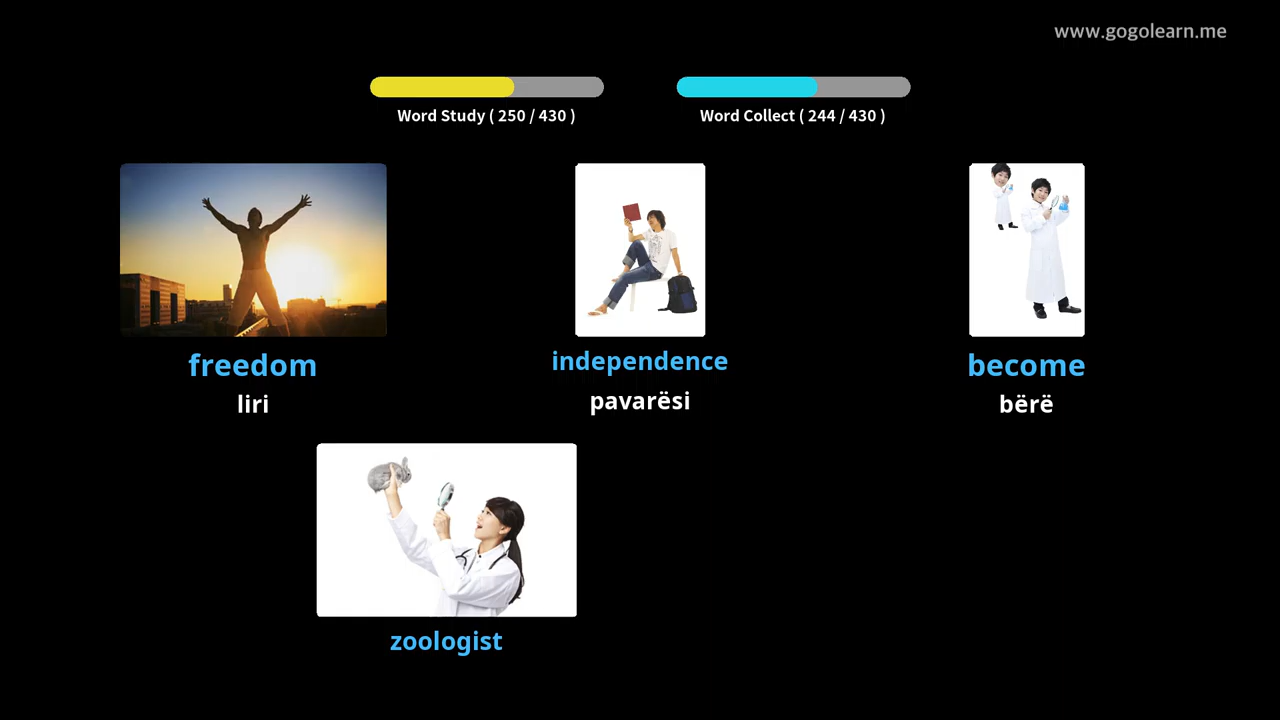 www.gogolearn.me
Word Study ( 250 / 430 )
Word Collect ( 244 / 430 )
freedom
liri
independence
pavarësi
become
bërë
zoologist